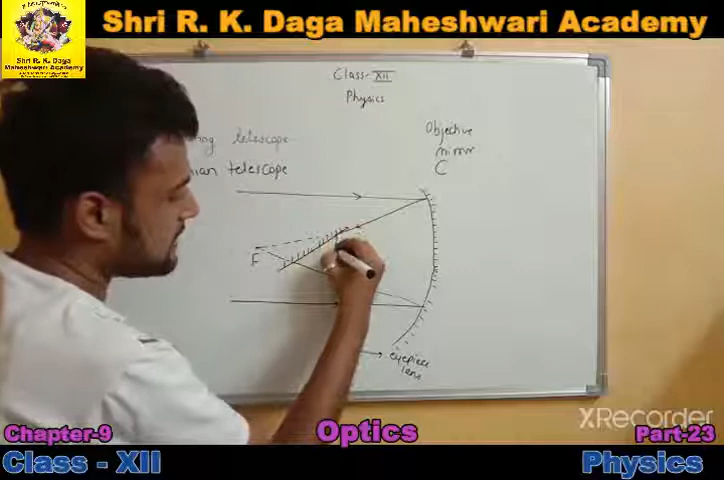 Shri R. K. Daga Maheshwari Academy
Shri R. K. Daga
Maheshwari Academy
Class-XII
Physics
telescope
telescope
Objective
mirror
C
F
eyepiece
lens
XRecorder
Chapter-9
Optics
Part-23
Class - XII
Physics